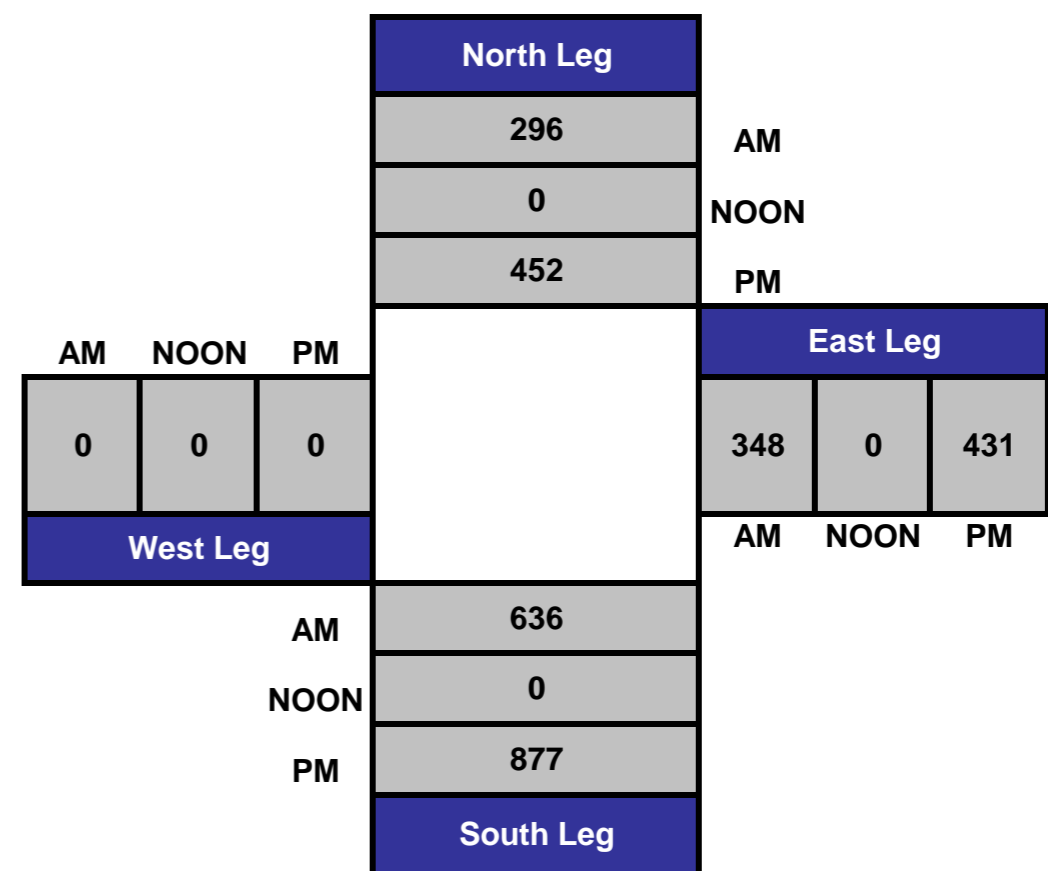 North Leg
296
AM
0
NOON
452
PM
East Leg
AM NOON PM
0 0 0
348 0 431
West Leg
AM NOON PM
AM
636
NOON
0
PM
877
South Leg